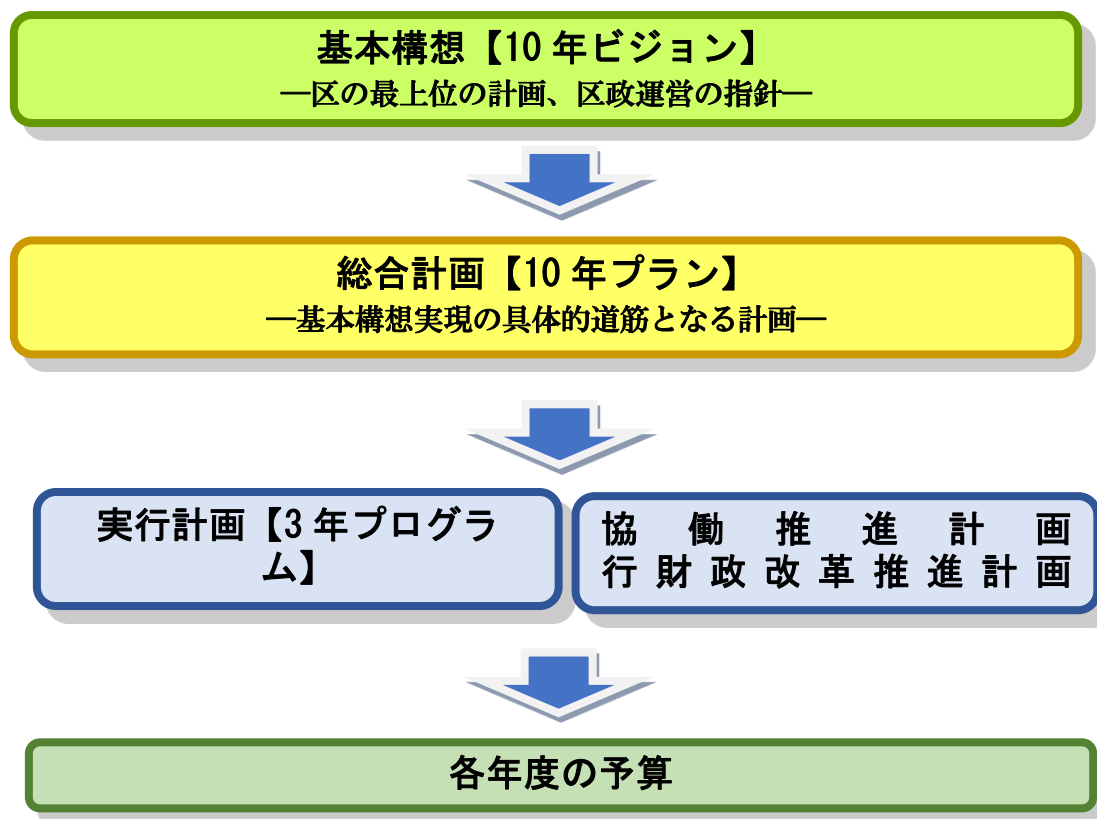 基本構想【10年ビジョン】
―区の最上位の計画、区政運営の指針―
総合計画【10年プラン】
―基本構想実現の具体的道筋となる計画―
実行計画【3年プログラ
ム】
協働推進計画
行財政改革推進計画
各年度の予算